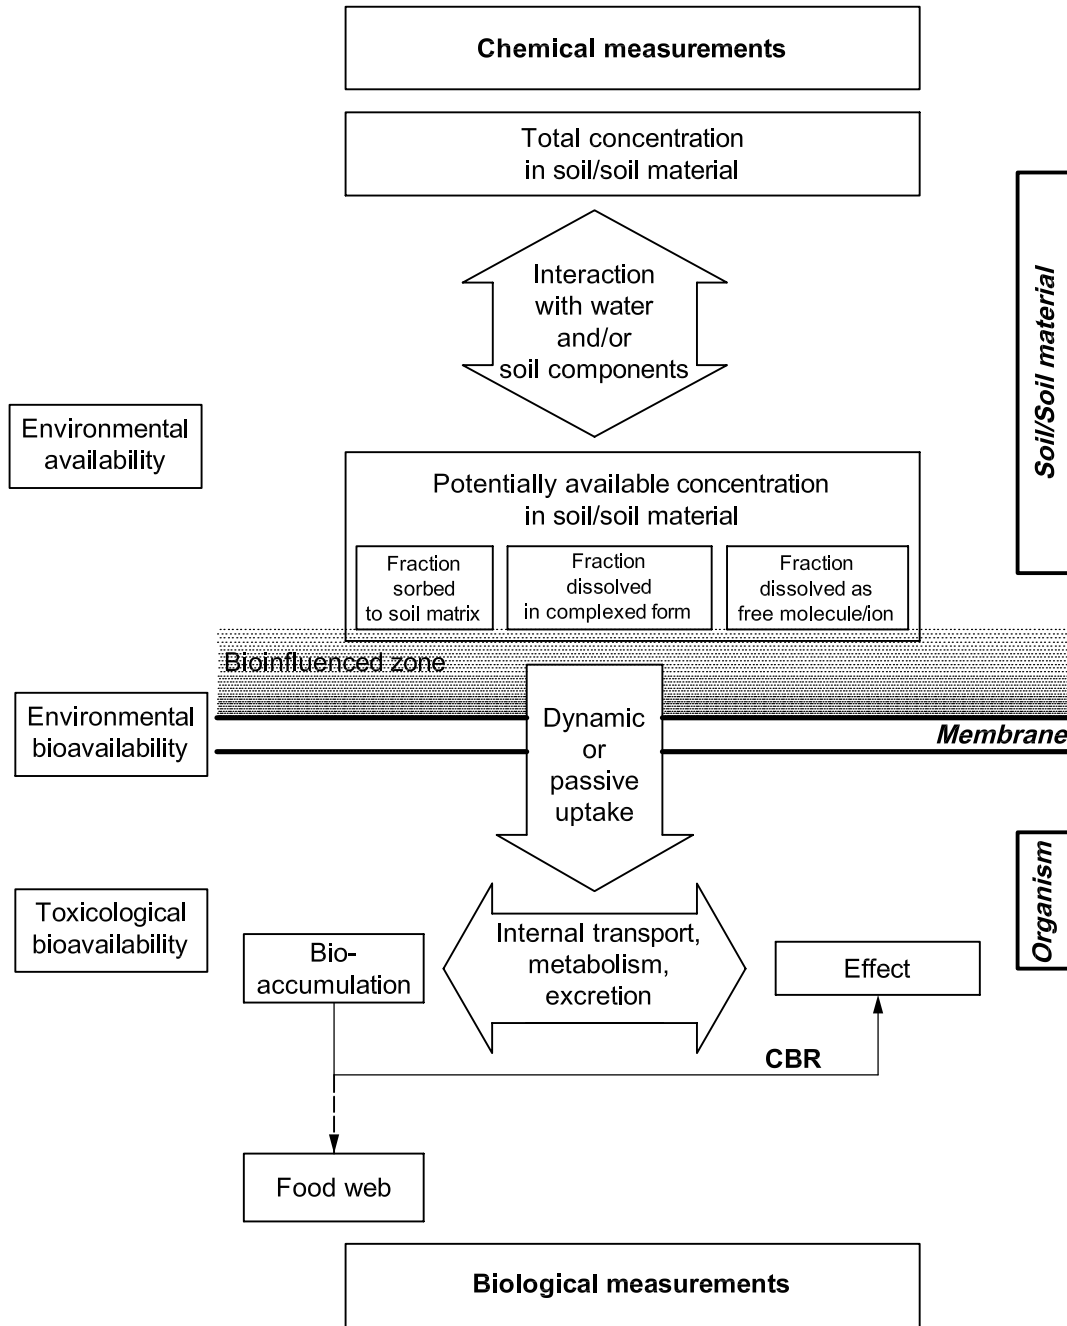 Chemical measurements
Total concentration
in soil/soil material
Interaction
with water
and/or
soil components
Soil/Soil material
Environmental
availability
Potentially available concentration
in soil/soil material
Fraction
sorbed
to soil matrix
Fraction
dissolved
in complexed form
Fraction
dissolved as
free molecule/ion
Bioinfluenced zone
Environmental
bioavailability
Membrane
Dynamic
or
passive
uptake
Organism
Toxicological
bioavailability
Bio-
accumulation
Internal transport,
metabolism,
excretion
Effect
CBR
Food web
Biological measurements